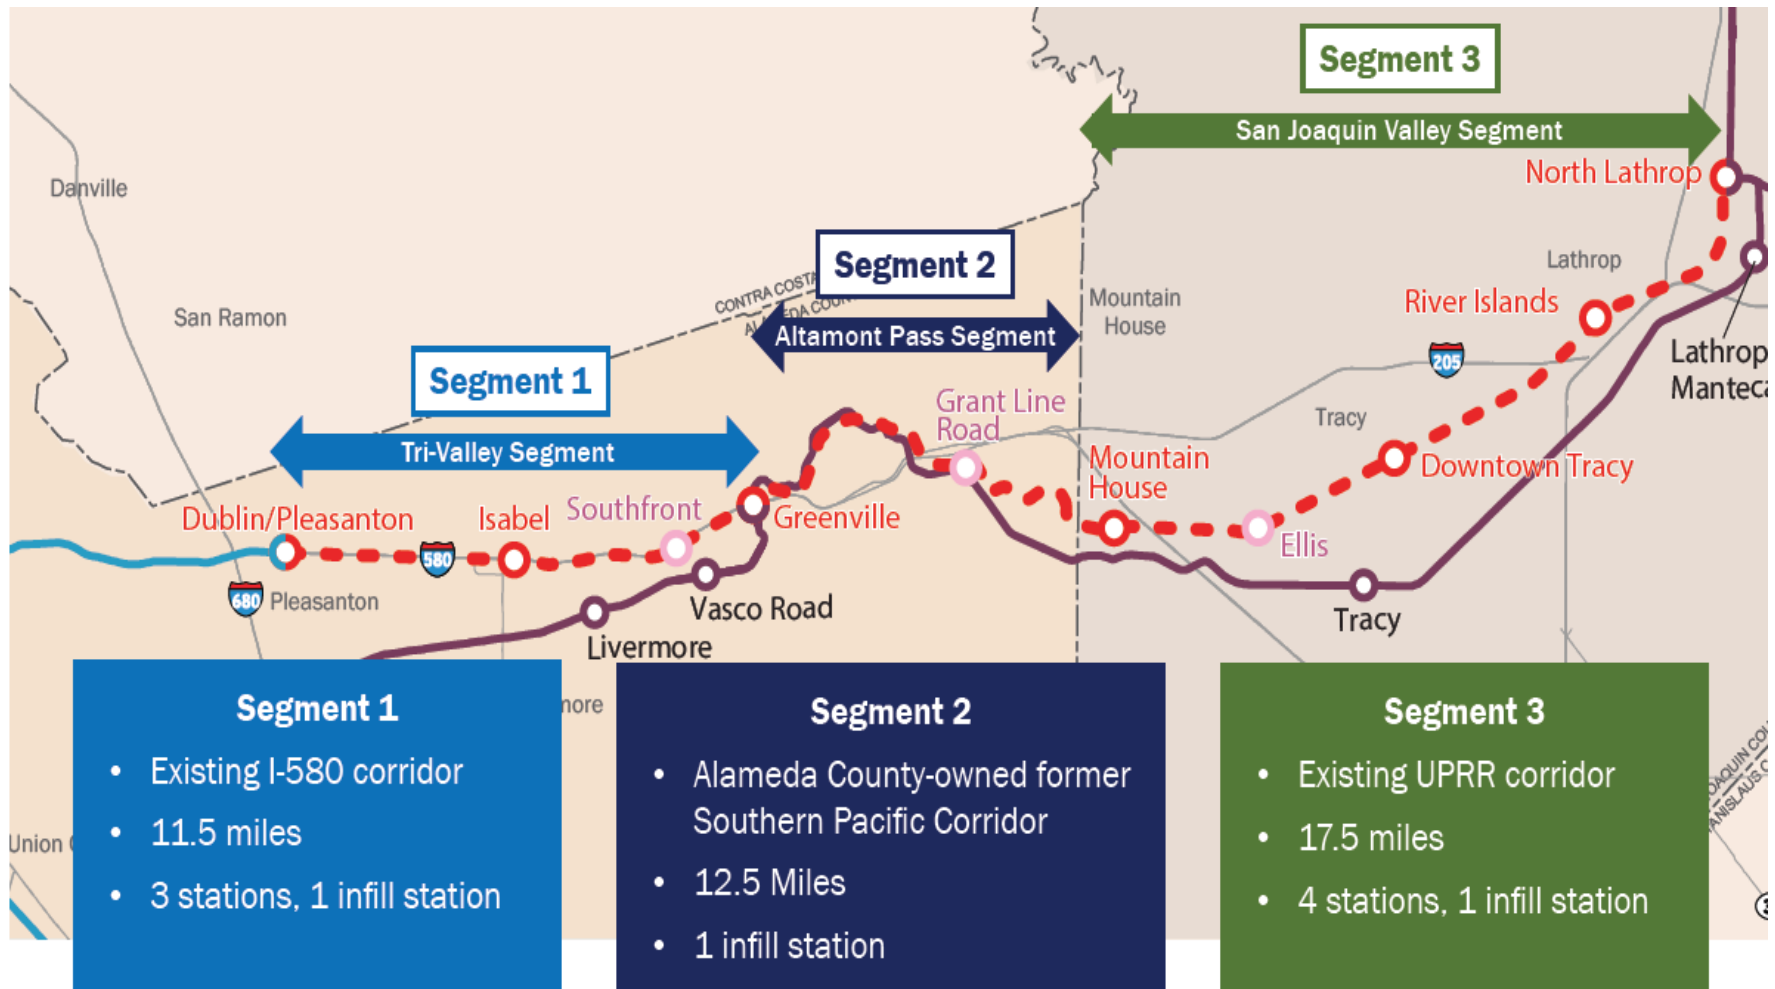 Segment 3
San Joaquin Valley Segment
North Lathrop
Danville
Segment 2
CONTRA COSTA
Lathrop
San Ramon
Mountain
House
River Islands
Altamont Pass Segment
205
Lathrop
Manteca
Segment 1
Grant Line
Road
Tracy
Tri-Valley Segment
Mountain
House
Downtown Tracy
Dublin/Pleasanton
Isabel
Southfront
Greenville
Ellis
580
680
Pleasanton
Vasco Road
Tracy
Livermore
Segment 1
• Existing I-580 corridor
• 11.5 miles
• 3 stations, 1 infill station
more
Union
Segment 2
• Alameda County-owned former
Southern Pacific Corridor
• 12.5 Miles
• 1 infill station
Segment 3
• Existing UPRR corridor
• 17.5 miles
• 4 stations, 1 infill station